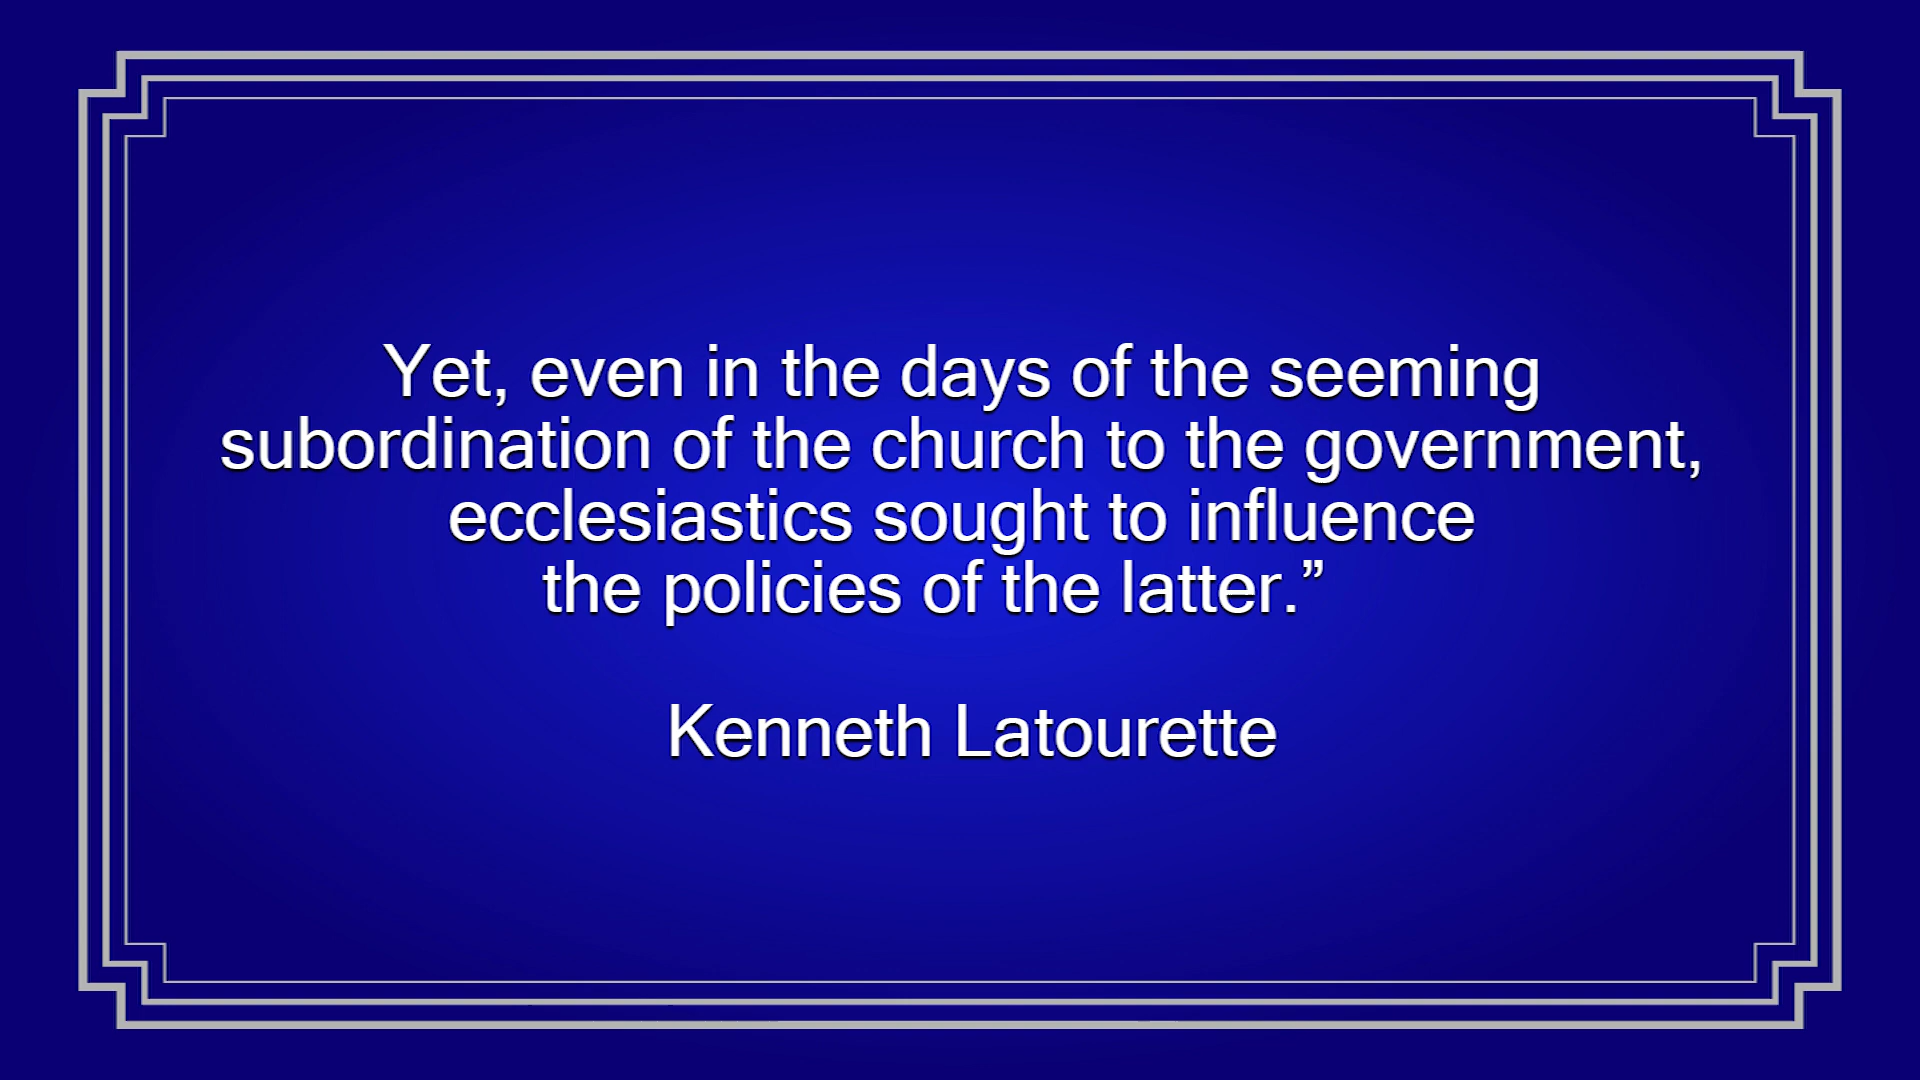 Yet, even in the days of the seeming
subordination of the church to the government,
ecclesiastics sought to influence
the policies of the latter.”
Kenneth Latourette